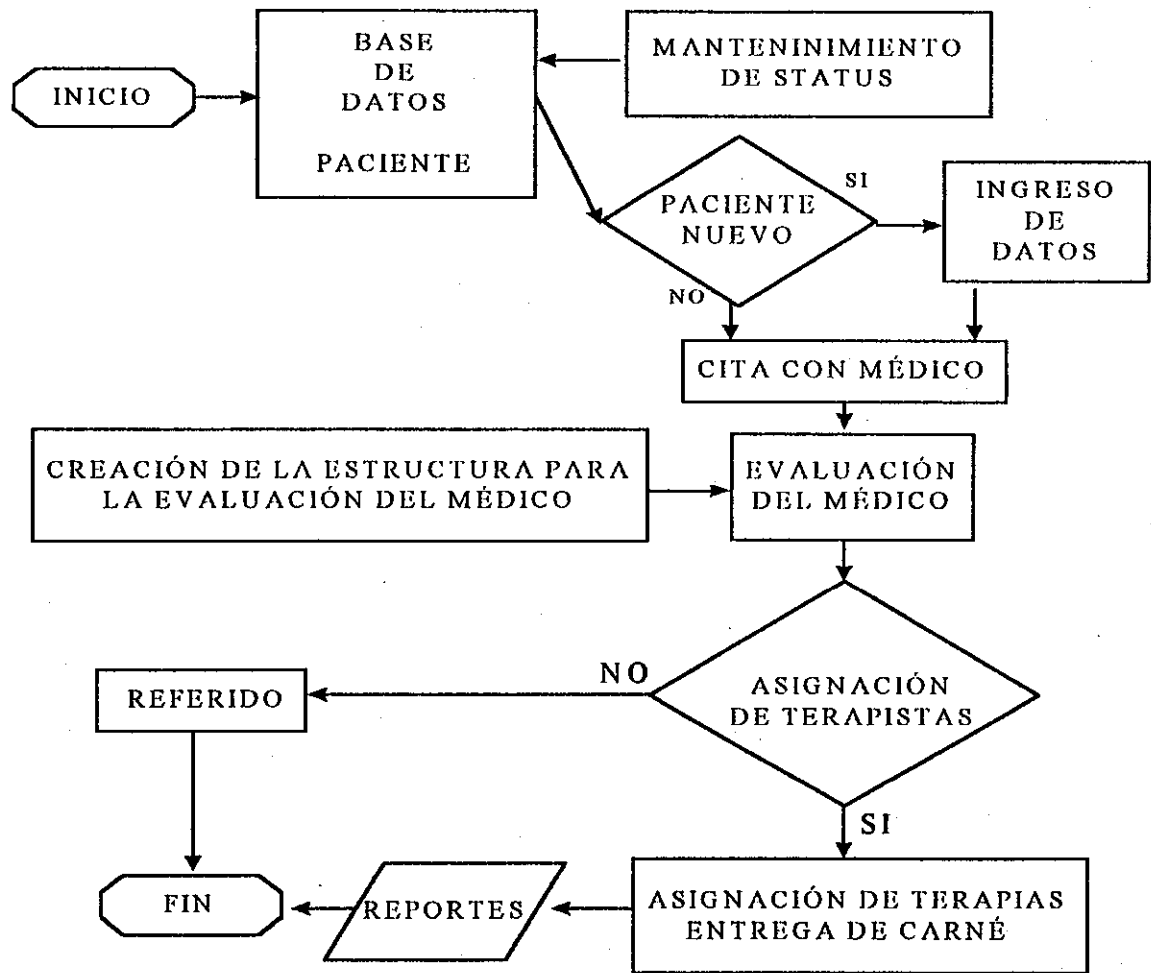 INICIO
BASE
DE
DATOS
PACIENTE
MANTENINIMIENTO
DE STATUS
PACIENTE
NUEVO
SI
NO
INGRESO
DE
DATOS
CITA CON MÉDICO
CREACIÓN DE LA ESTRUCTURA PARA
LA EVALUACIÓN DEL MÉDICO
EVALUACIÓN
DEL MÉDICO
ASIGNACIÓN
DE TERAPISTAS
NO
REFERIDO
SI
ASIGNACIÓN DE TERAPIAS
ENTREGA DE CARNÉ
REPORTES
FIN